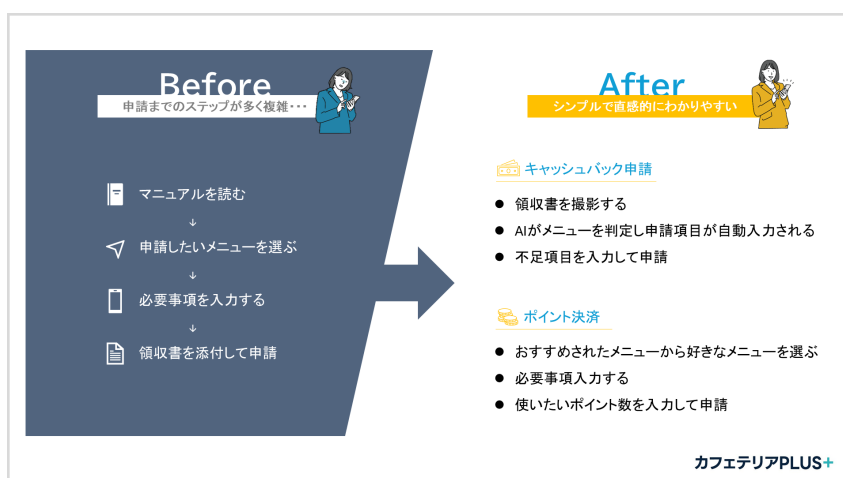 Before
申請までのステップが多く複雑・・・
マニュアルを読む
↓
申請したいメニューを選ぶ
↓
必要事項を入力する
↓
領収書を添付して申請
After
シンプルで直感的にわかりやすい
キャッシュバック申請
● 領収書を撮影する
● AIがメニューを判定し申請項目が自動入力される
● 不足項目を入力して申請
ポイント決済
● おすすめされたメニューから好きなメニューを選ぶ
● 必要事項入力する
● 使いたいポイント数を入力して申請
カフェテリアPLUS+